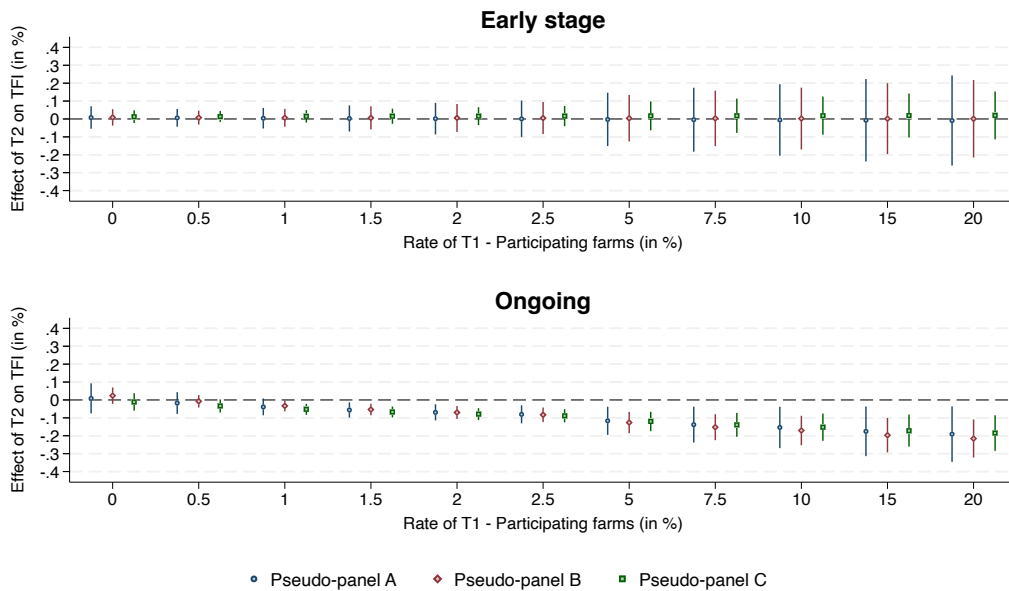 Early stage
Effect of T2 on TFI (in %)
.4
.3
.2
.1
0
-.1
-.2
-.3
-.4
0 0.5 1 1.5 2 2.5 5 7.5 10 15 20
Rate of T1 - Participating farms (in %)
Ongoing
Effect of T2 on TFI (in %)
.4
.3
.2
.1
0
-.1
-.2
-.3
-.4
0 0.5 1 1.5 2 2.5 5 7.5 10 15 20
Rate of T1 - Participating farms (in %)
Pseudo-panel A Pseudo-panel B Pseudo-panel C